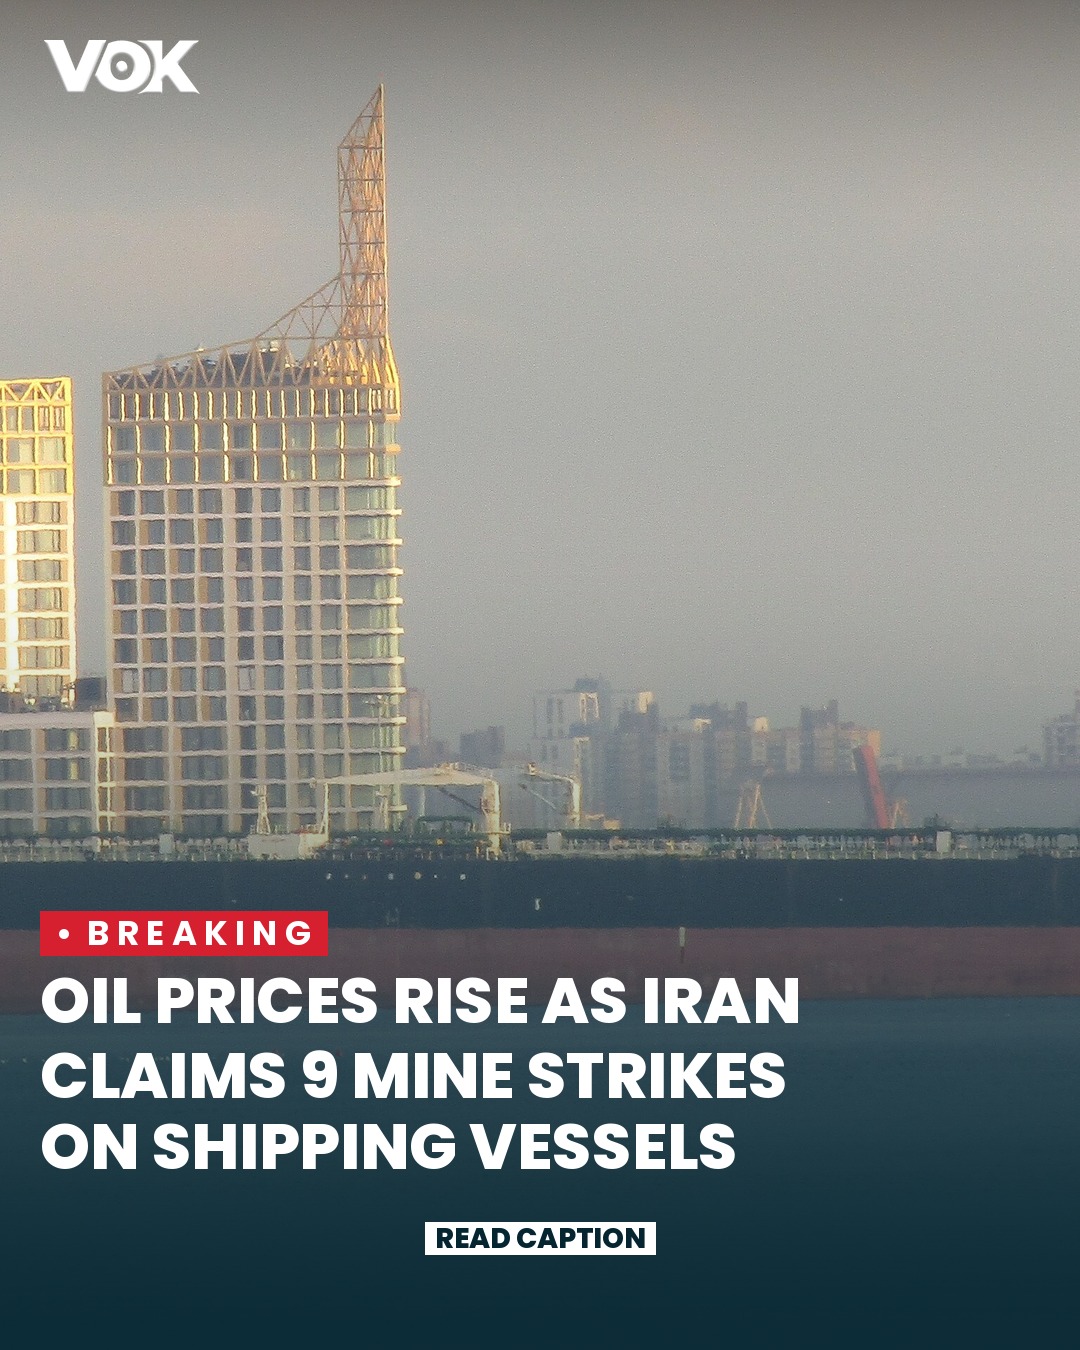 VOK
• BREAKING
OIL PRICES RISE AS IRAN
CLAIMS 9 MINE STRIKES
ON SHIPPING VESSELS
READ CAPTION